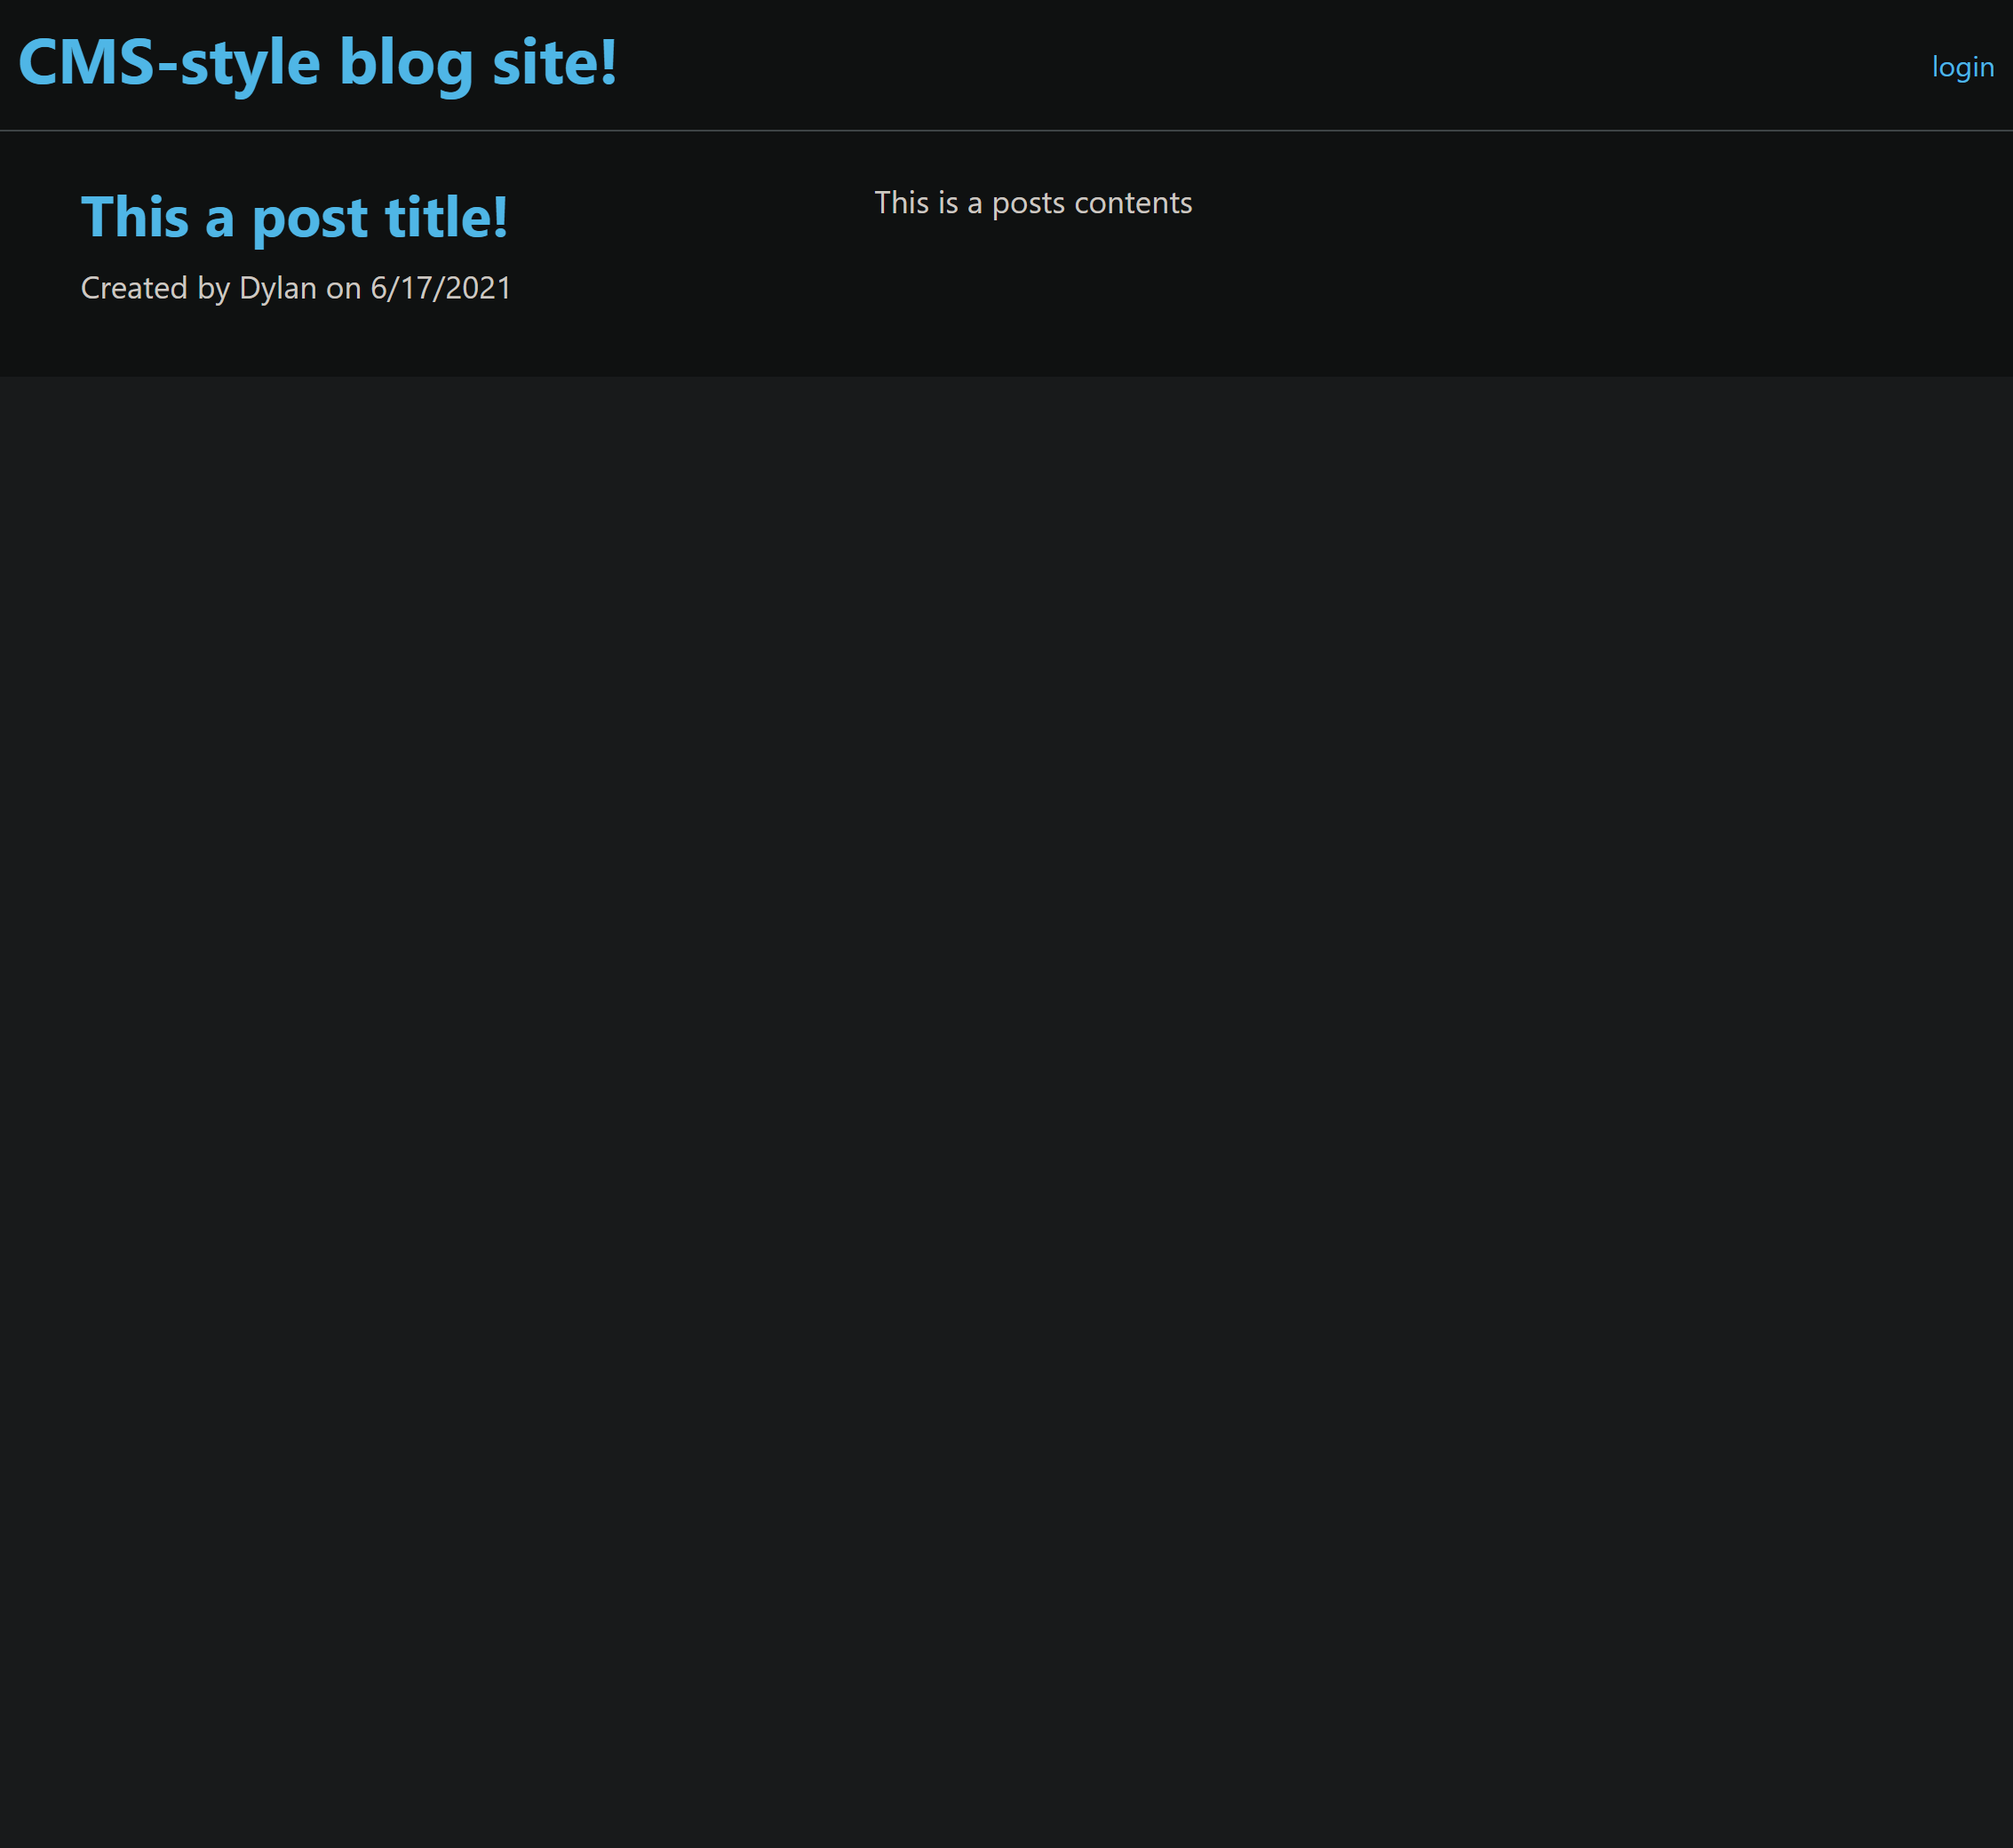 CMS-style blog site!
login
This a post title!
Created by Dylan on 6/17/2021
This is a posts contents